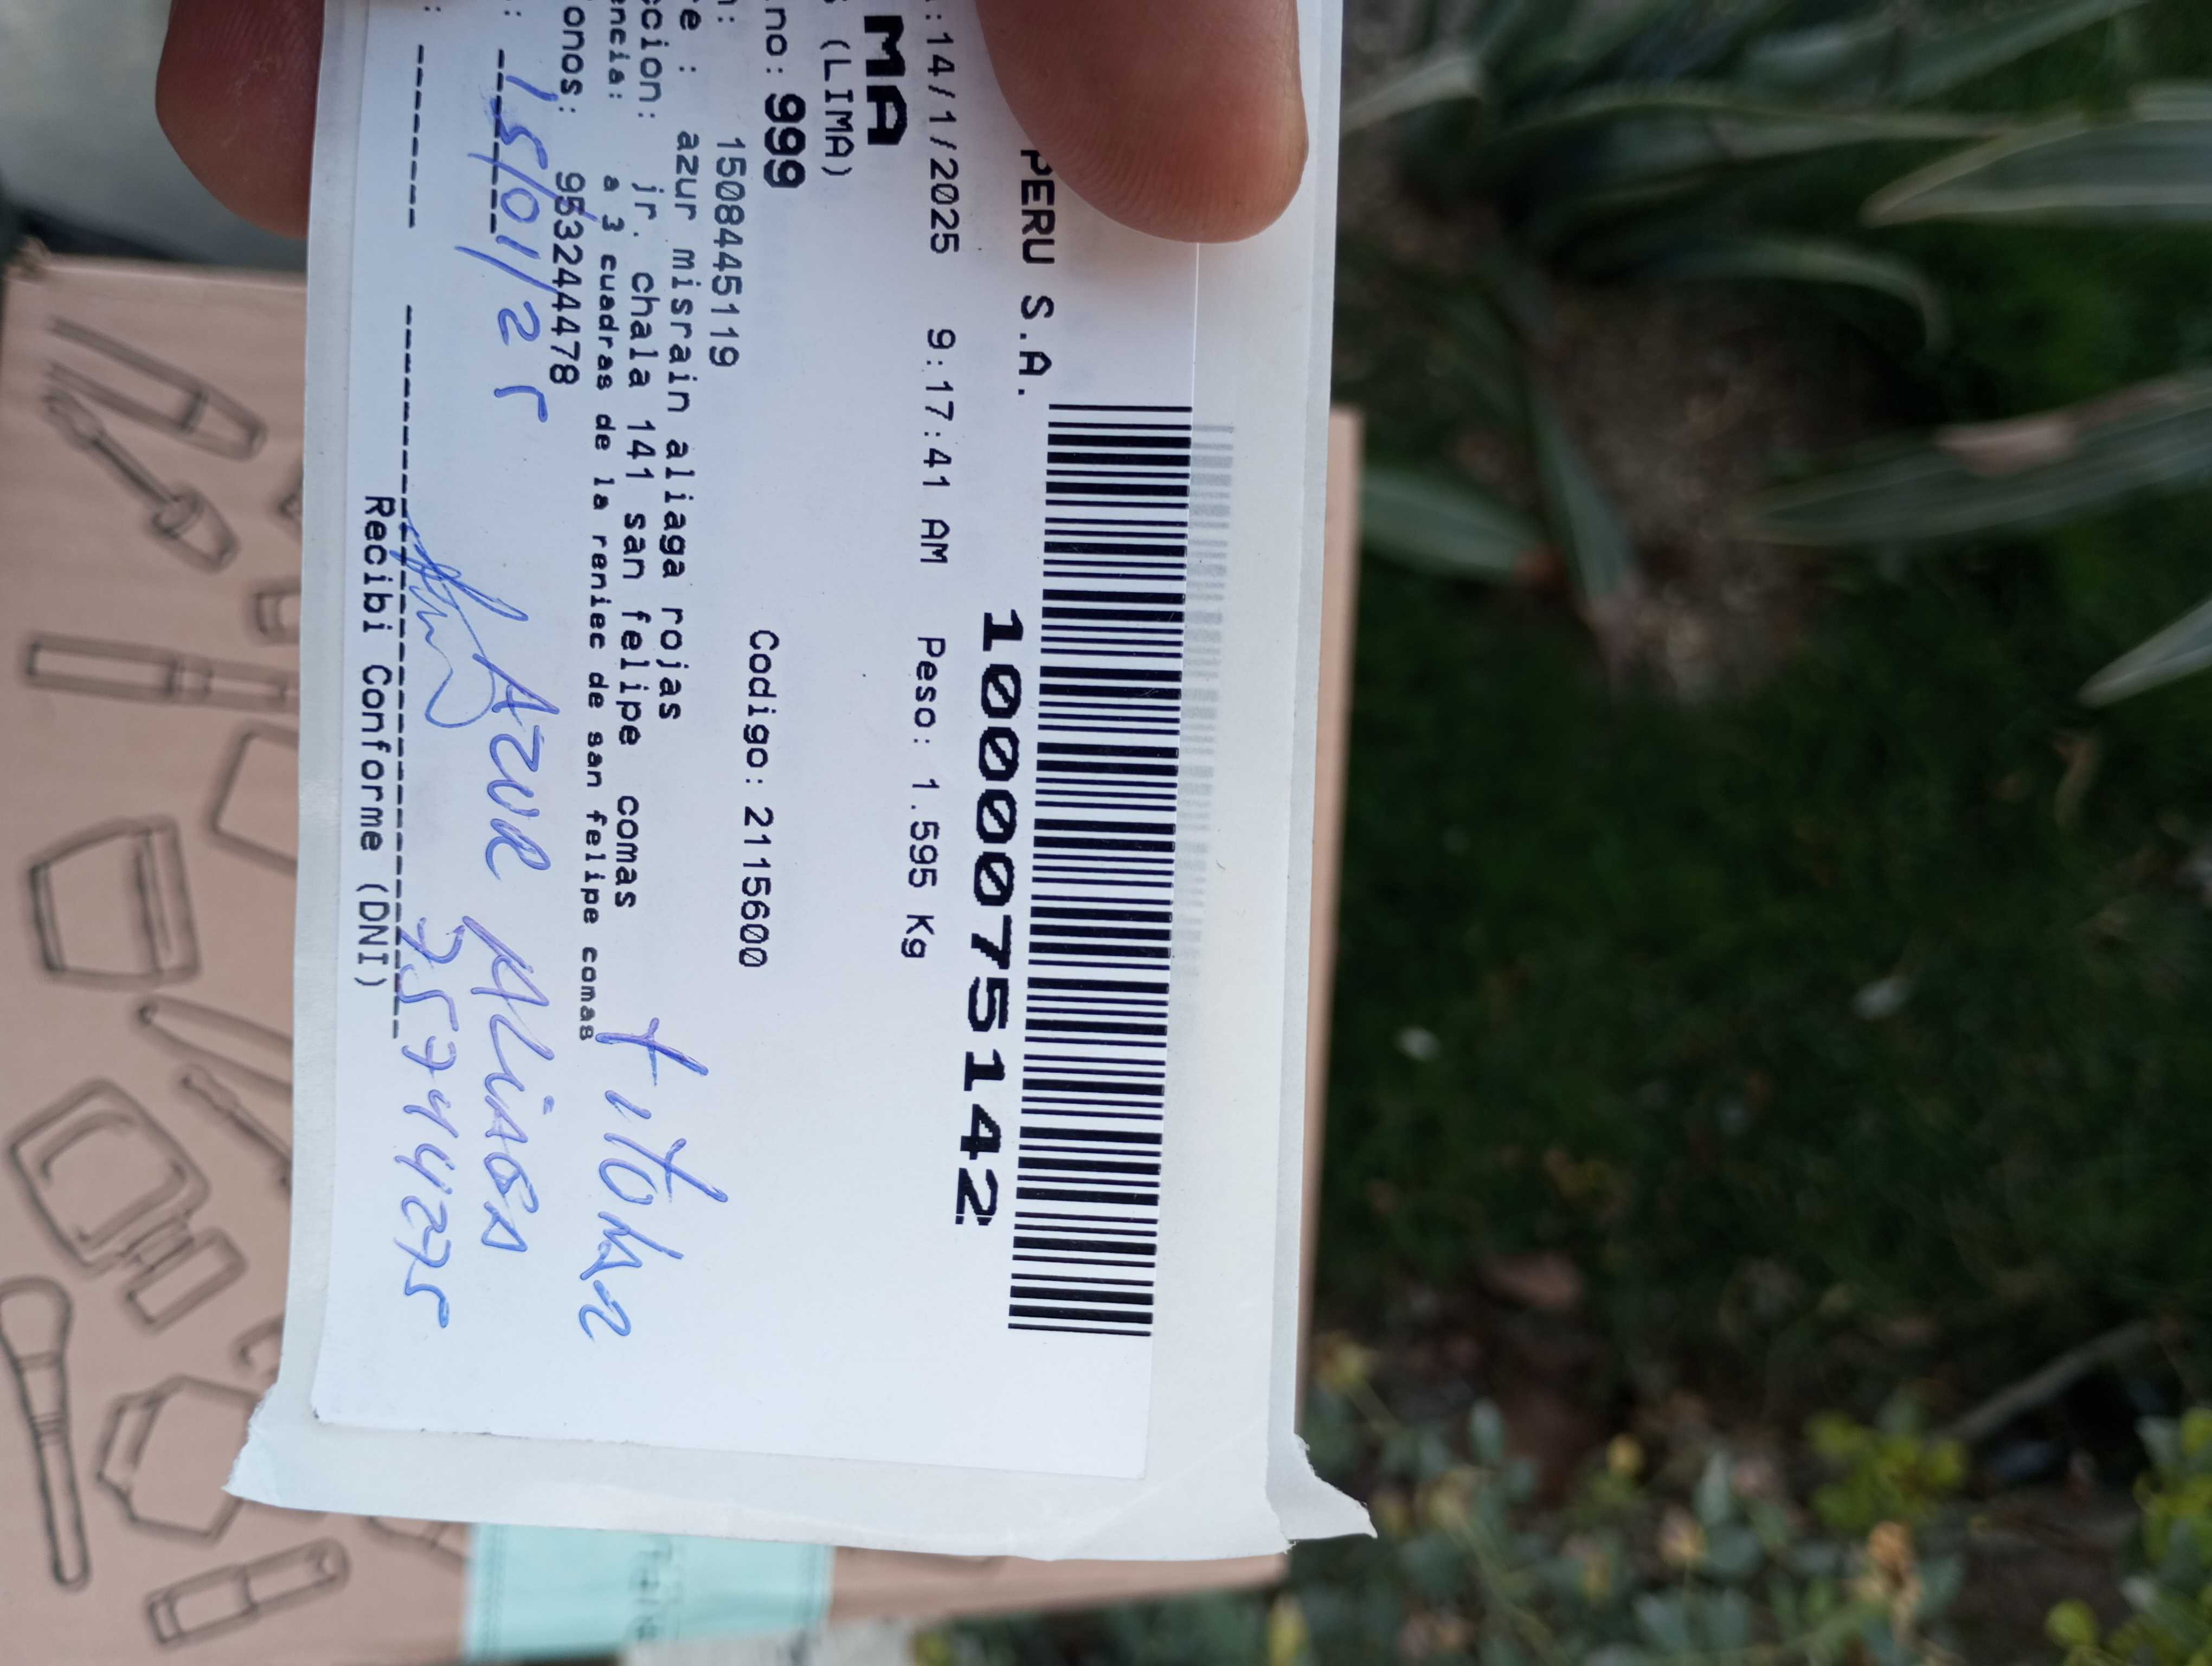 PERU S.A.
1000075142
:14/1/2025 9:17:41 AM Peso: 1.595 Kg
MA
(LIMA)
no: 999 Codigo: 2115600
1508445119
e : azur misrain aliaga rojas
ccion: jr. chala 141 san felipe comas
encia: a 3 cuadras de la reniec de san felipe comas
onos: 953244478
titular
15/01/25 Azur Aliaga
75744275
Recibi Conforme (DNI)